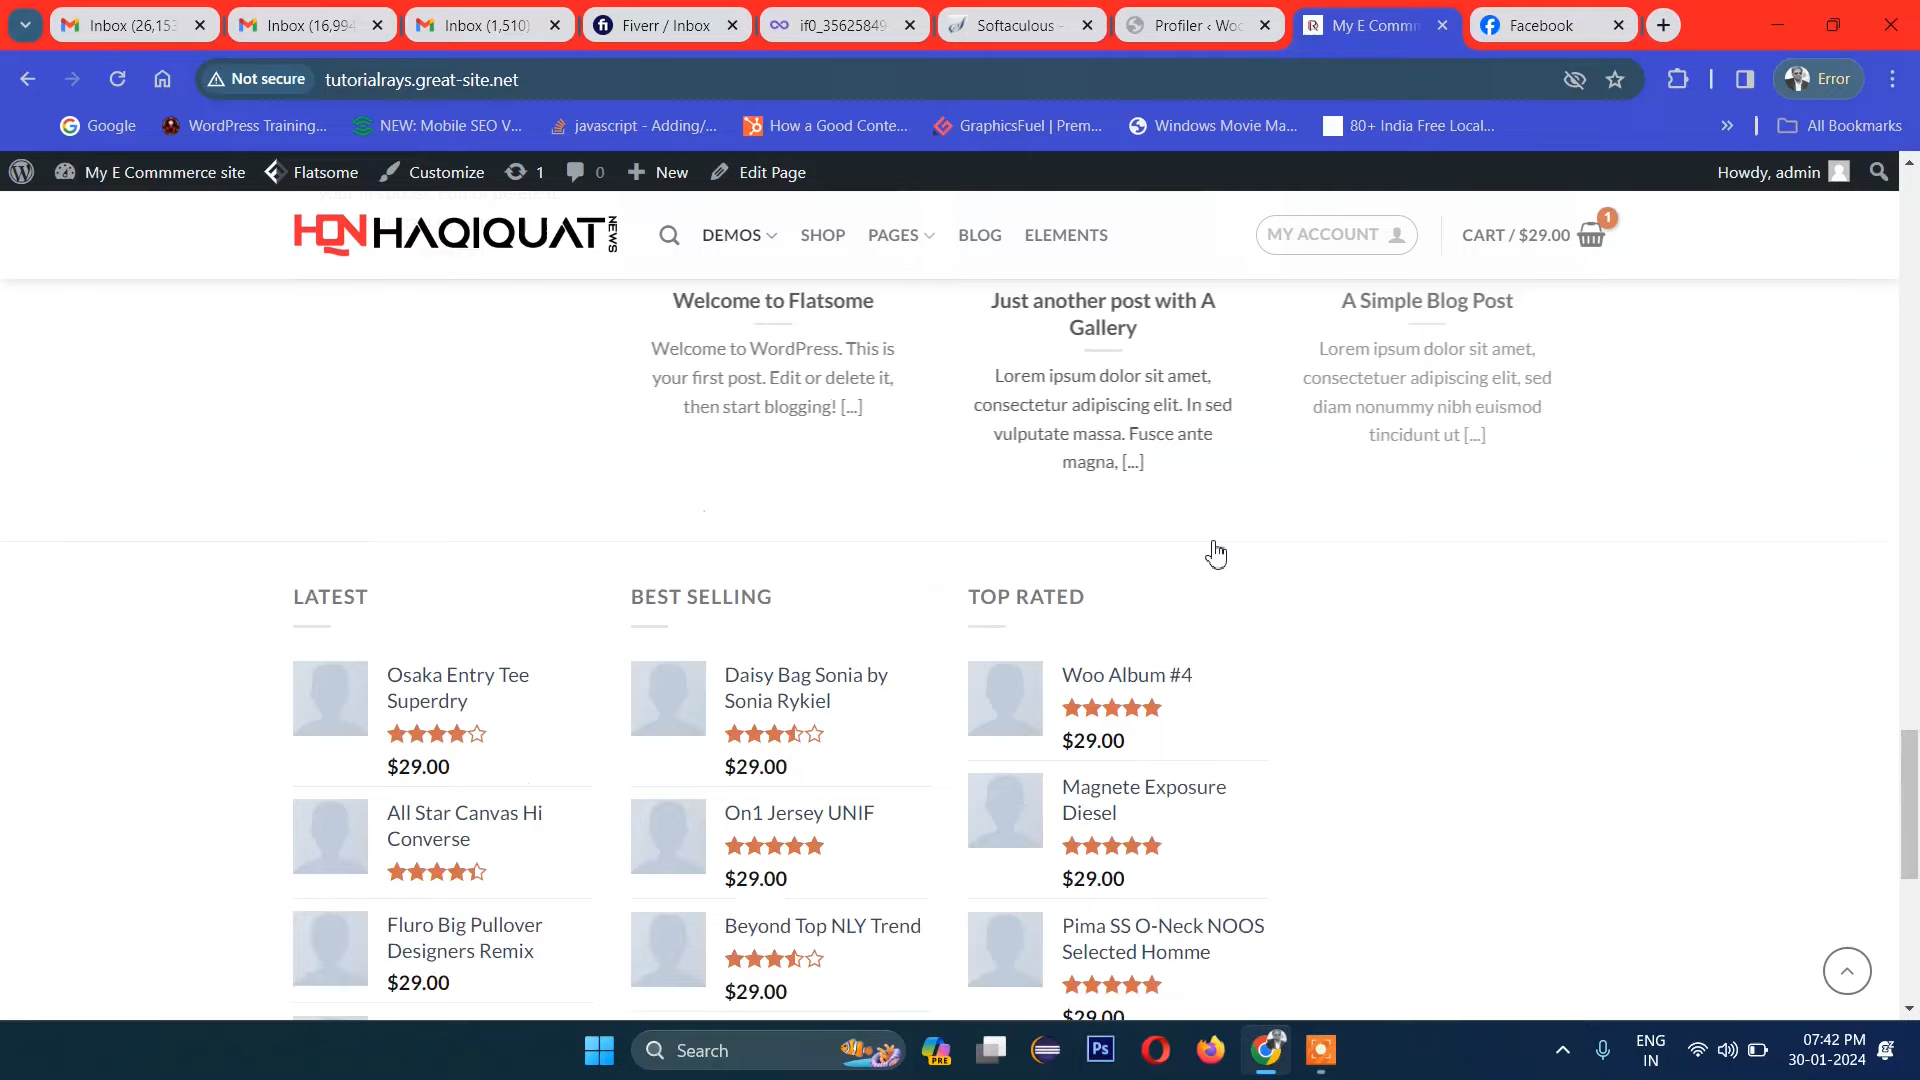 Inbox (26,153
Inbox (16,994
Inbox (1,510)
Fiverr / Inbox
if0_35625849
Softaculous -
Profiler ‹ Woo
My E Comm
Facebook
Not secure
tutorialrays.great-site.net
Error
Google
WordPress Training...
NEW: Mobile SEO V...
javascript - Adding/...
How a Good Conte...
GraphicsFuel | Prem...
Windows Movie Ma...
80+ India Free Local...
All Bookmarks
My E Commmerce site
Flatsome
Customize
1
0
New
Edit Page
Howdy, admin
HQN HAQIQUAT NEWS
DEMOS
SHOP
PAGES
BLOG
ELEMENTS
MY ACCOUNT
CART / $29.00
1
Welcome to Flatsome
Welcome to WordPress. This is
your first post. Edit or delete it,
then start blogging! [...]
Just another post with A
Gallery
Lorem ipsum dolor sit amet,
consectetur adipiscing elit. In sed
vulputate massa. Fusce ante
magna, [...]
A Simple Blog Post
Lorem ipsum dolor sit amet,
consectetuer adipiscing elit, sed
diam nonummy nibh euismod
tincidunt ut [...]
LATEST
Osaka Entry Tee
Superdry
$29.00
All Star Canvas Hi
Converse
Fluro Big Pullover
Designers Remix
$29.00
BEST SELLING
Daisy Bag Sonia by
Sonia Rykiel
$29.00
On1 Jersey UNIF
$29.00
Beyond Top NLY Trend
$29.00
TOP RATED
Woo Album #4
$29.00
Magnete Exposure
Diesel
$29.00
Pima SS O-Neck NOOS
Selected Homme
$29.00
Search
PRE
Ps
ENG
IN
07:42 PM
30-01-2024